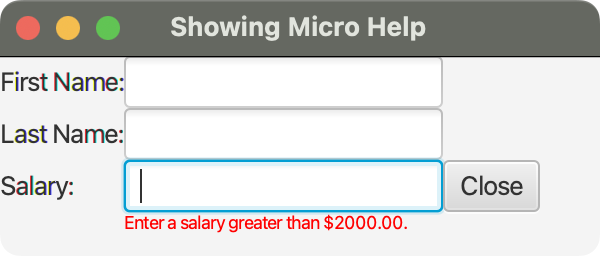 Showing Micro Help
First Name:
Last Name:
Salary: Close
Enter a salary greater than $2000.00.